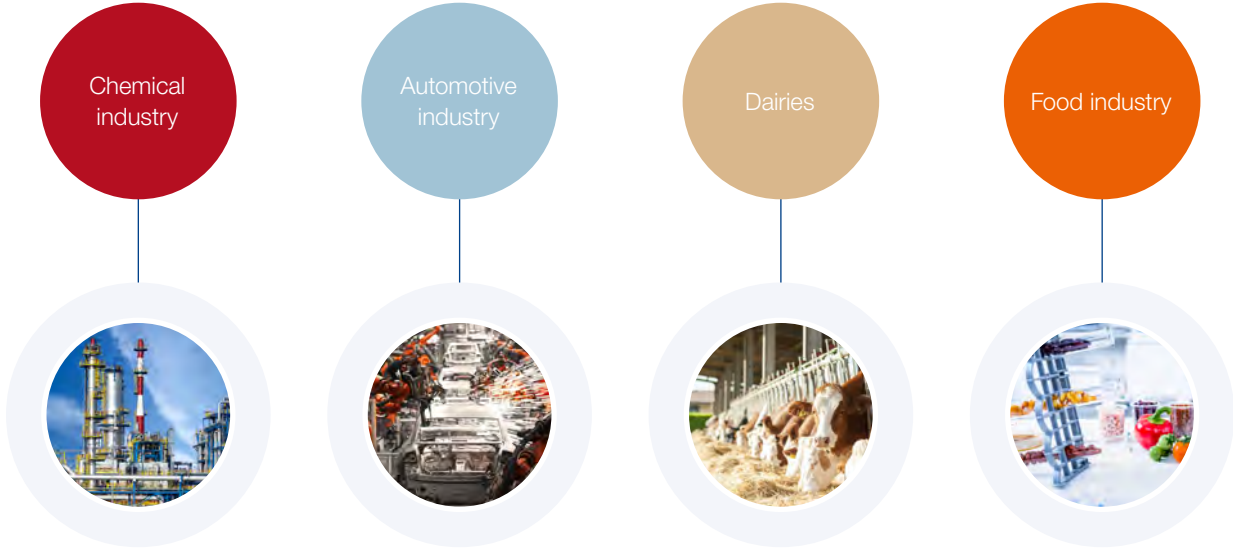 Chemical
industry
Automotive
industry
Dairies
Food industry